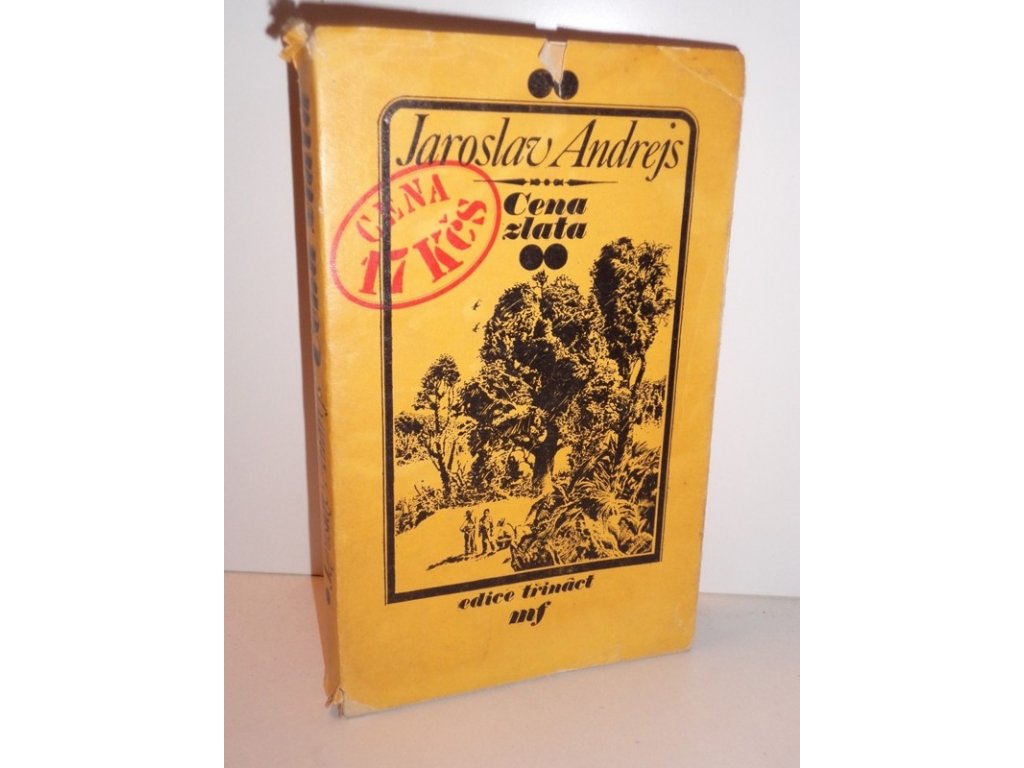 Jaroslav Andrejs
CENA
17 Kčs
Cena
zlata
edice třináct
mf